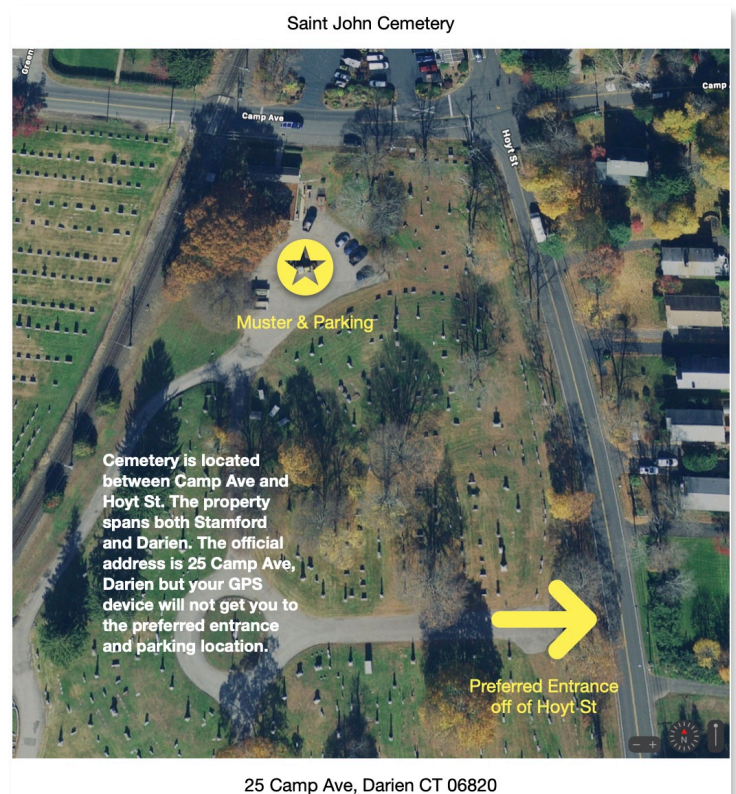 Saint John Cemetery
Green
Camp Ave
Camp
Hoyt St
Muster & Parking
Cemetery is located
between Camp Ave and
Hoyt St. The property
spans both Stamford
and Darien. The official
address is 25 Camp Ave,
Darien but your GPS
device will not get you to
the preferred entrance
and parking location.
Preferred Entrance
off of Hoyt St
N
25 Camp Ave, Darien CT 06820